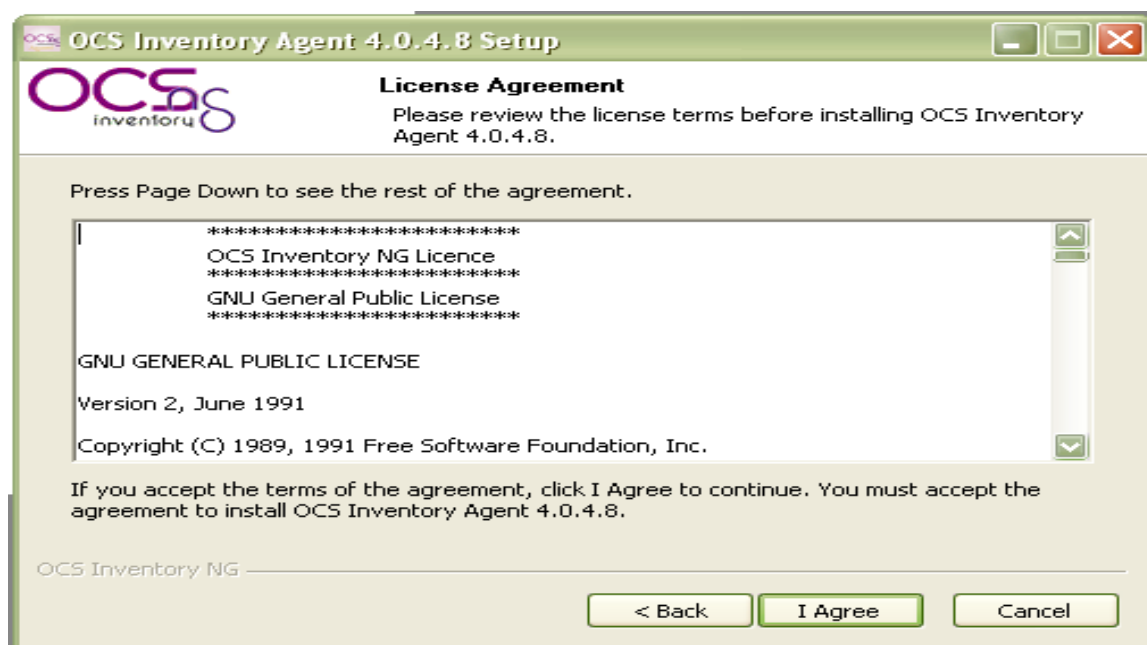 OCS Inventory Agent 4.0.4.8 Setup
OCSng
inventory
License Agreement
Please review the license terms before installing OCS Inventory
Agent 4.0.4.8.
Press Page Down to see the rest of the agreement.
************************
OCS Inventory NG Licence
************************
GNU General Public License
************************
GNU GENERAL PUBLIC LICENSE
Version 2, June 1991
Copyright (C) 1989, 1991 Free Software Foundation, Inc.
If you accept the terms of the agreement, click I Agree to continue. You must accept the
agreement to install OCS Inventory Agent 4.0.4.8.
OCS Inventory NG
< Back
I Agree
Cancel